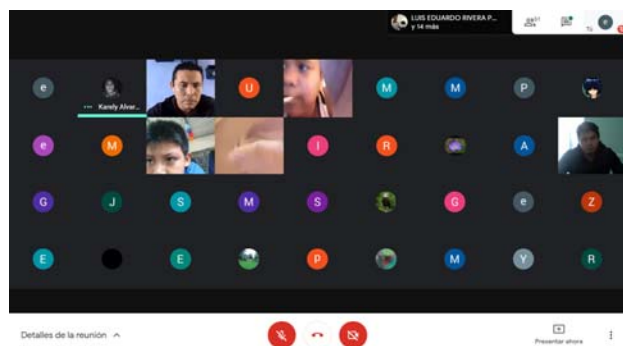 LUIS EDUARDO RIVERA P...
y 14 más
e
Karely Alvar...
U
M
M
P
e
M
I
R
A
G
J
S
M
S
G
e
Z
E
E
P
M
Y
R
Detalles de la reunión
Presentar ahora